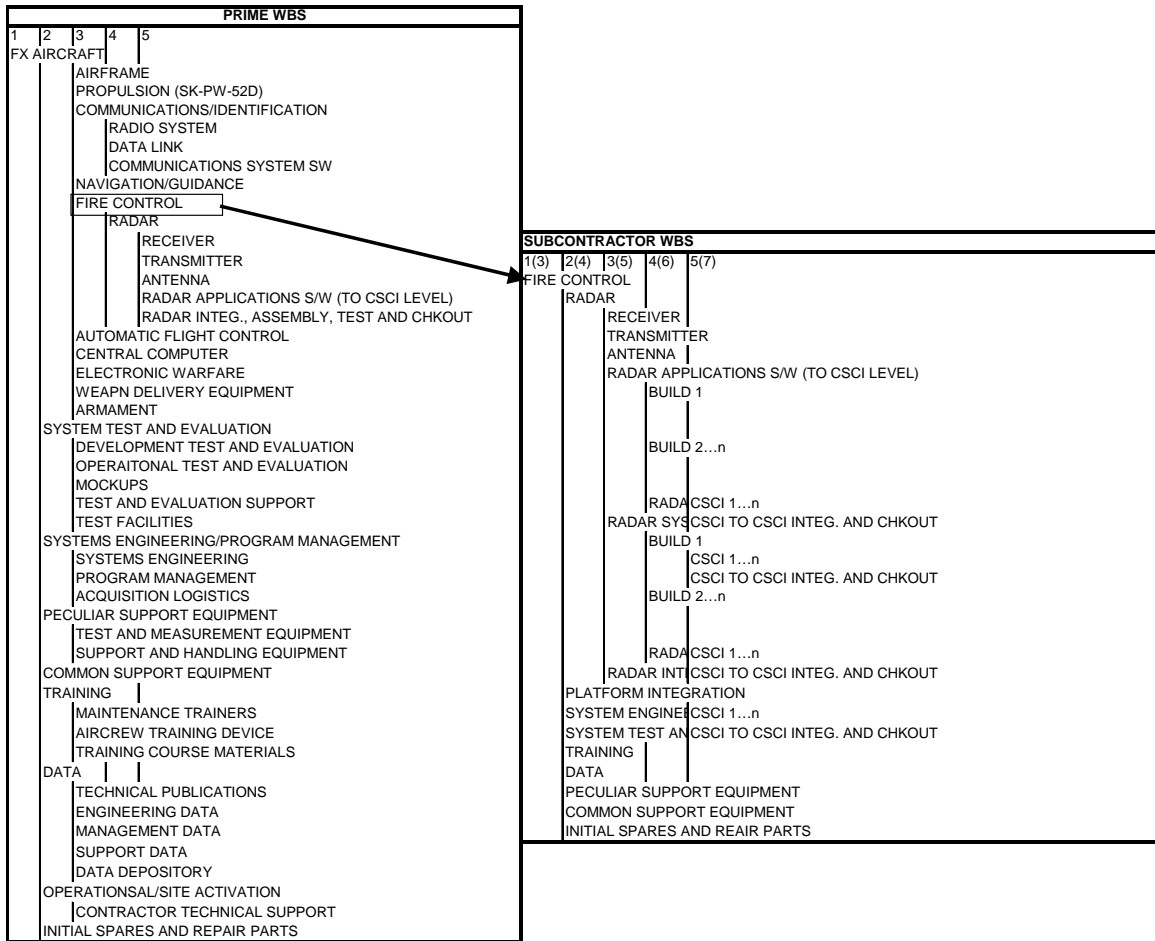 PRIME WBS
1 2 3 4 5
FX AIRCRAFT
AIRFRAME
PROPULSION (SK-PW-52D)
COMMUNICATIONS/IDENTIFICATION
RADIO SYSTEM
DATA LINK
COMMUNICATIONS SYSTEM SW
NAVIGATION/GUIDANCE
FIRE CONTROL
RADAR
RECEIVER
TRANSMITTER
ANTENNA
RADAR APPLICATIONS S/W (TO CSCI LEVEL)
RADAR INTEG., ASSEMBLY, TEST AND CHKOUT
AUTOMATIC FLIGHT CONTROL
CENTRAL COMPUTER
ELECTRONIC WARFARE
WEAPN DELIVERY EQUIPMENT
ARMAMENT
SYSTEM TEST AND EVALUATION
DEVELOPMENT TEST AND EVALUATION
OPERAITONAL TEST AND EVALUATION
MOCKUPS
TEST AND EVALUATION SUPPORT
TEST FACILITIES
SYSTEMS ENGINEERING/PROGRAM MANAGEMENT
SYSTEMS ENGINEERING
PROGRAM MANAGEMENT
ACQUISITION LOGISTICS
PECULIAR SUPPORT EQUIPMENT
TEST AND MEASUREMENT EQUIPMENT
SUPPORT AND HANDLING EQUIPMENT
COMMON SUPPORT EQUIPMENT
TRAINING
MAINTENANCE TRAINERS
AIRCREW TRAINING DEVICE
TRAINING COURSE MATERIALS
DATA
TECHNICAL PUBLICATIONS
ENGINEERING DATA
MANAGEMENT DATA
SUPPORT DATA
DATA DEPOSITORY
OPERATIONSAL/SITE ACTIVATION
CONTRACTOR TECHNICAL SUPPORT
INITIAL SPARES AND REPAIR PARTS
SUBCONTRACTOR WBS
1(3) 2(4) 3(5) 4(6) 5(7)
FIRE CONTROL
RADAR
RECEIVER
TRANSMITTER
ANTENNA
RADAR APPLICATIONS S/W (TO CSCI LEVEL)
BUILD 1
BUILD 2…n
RADA CSCI 1…n
RADAR SYS CSCI TO CSCI INTEG. AND CHKOUT
BUILD 1
CSCI 1…n
CSCI TO CSCI INTEG. AND CHKOUT
BUILD 2…n
RADA CSCI 1…n
RADAR INT CSCI TO CSCI INTEG. AND CHKOUT
PLATFORM INTEGRATION
SYSTEM ENGINEE CSCI 1…n
SYSTEM TEST AN CSCI TO CSCI INTEG. AND CHKOUT
TRAINING
DATA
PECULIAR SUPPORT EQUIPMENT
COMMON SUPPORT EQUIPMENT
INITIAL SPARES AND REAIR PARTS